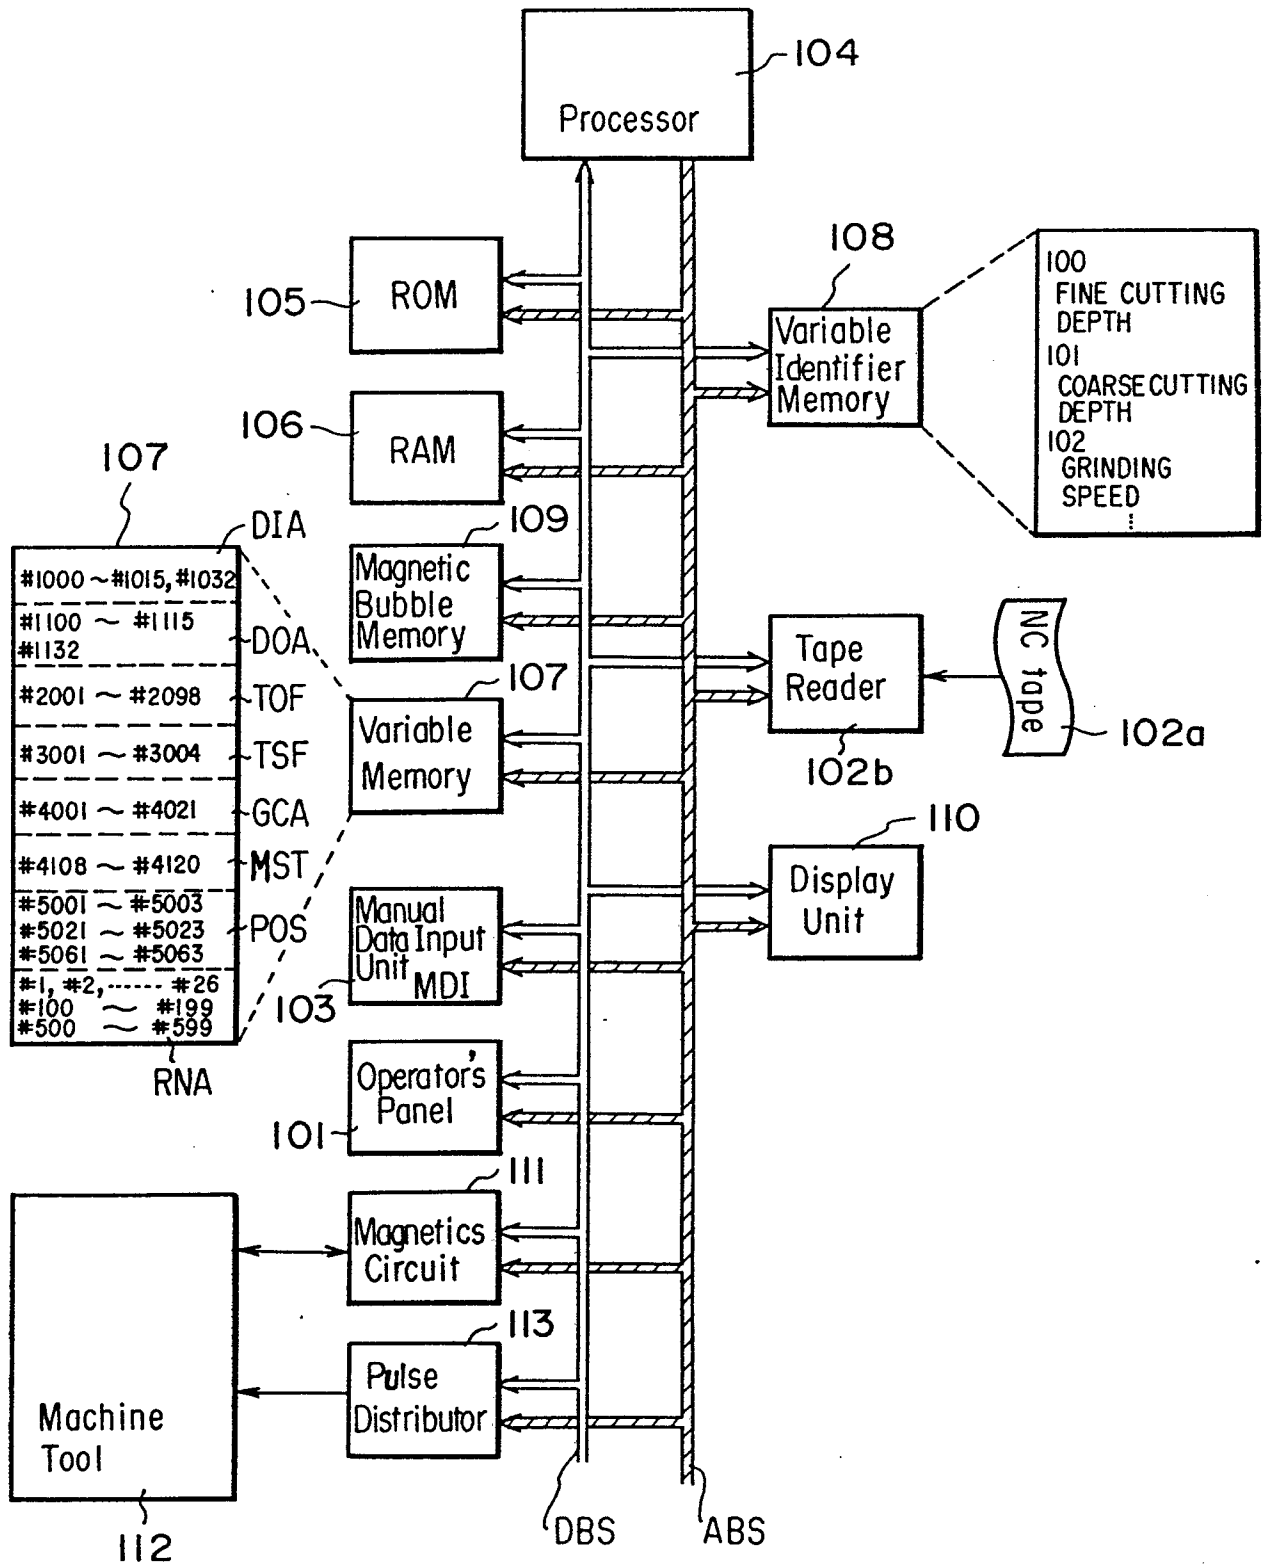 104
Processor
105
ROM
108
Variable
Identifier
Memory
100
FINE CUTTING
DEPTH
101
COARSE CUTTING
DEPTH
102
GRINDING
SPEED
106
RAM
107
DIA
#1000 ~ #1015, #1032
#1100 ~ #1115
#1132
DOA
#2001 ~ #2098
TOF
#3001 ~ #3004
TSF
#4001 ~ #4021
GCA
#4108 ~ #4120
MST
#5001 ~ #5003
#5021 ~ #5023
#5061 ~ #5063
POS
#1, #2, ...... #26
#100 ~ #199
#500 ~ #599
RNA
109
Magnetic
Bubble
Memory
107
Variable
Memory
Tape
Reader
102b
NC tape
102a
110
Display
Unit
Manual
Data Input
Unit
MDI
103
Operator's
Panel
101
111
Magnetics
Circuit
113
Pulse
Distributor
Machine
Tool
112
DBS
ABS